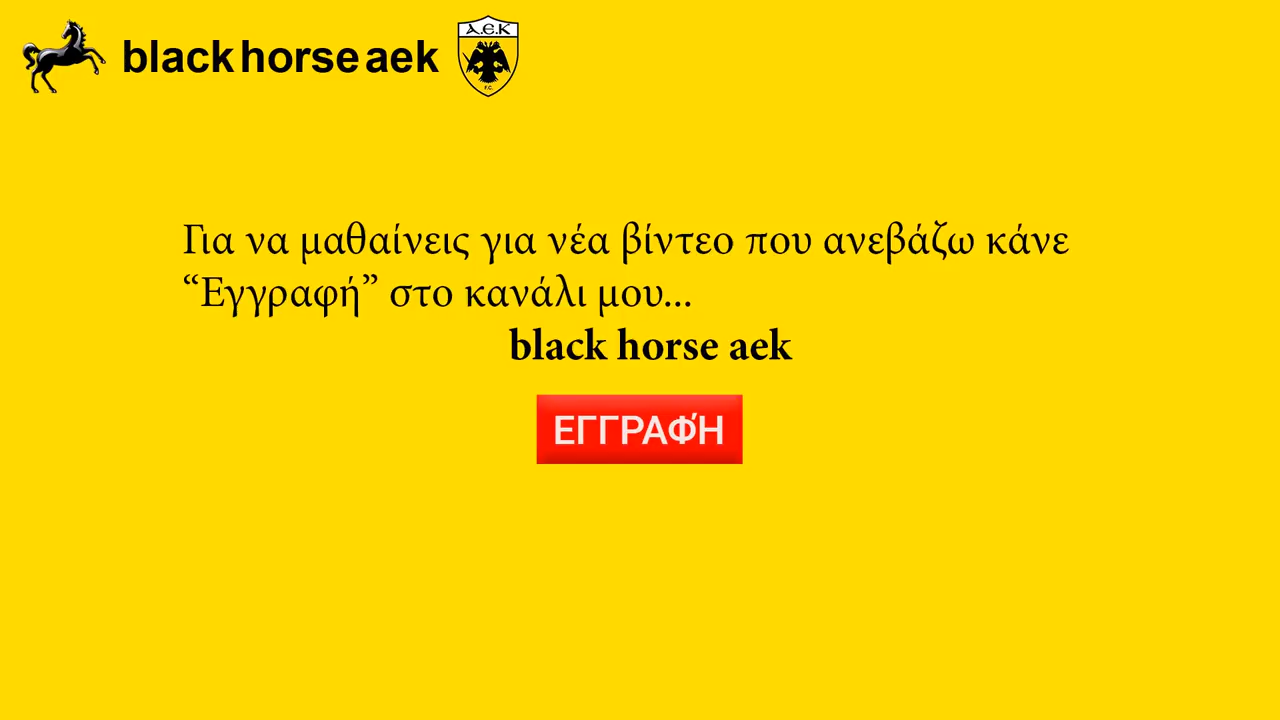 black horse aek
Α.Ε.Κ
F.C.
Για να μαθαίνεις για νέα βίντεο που ανεβάζω κάνε
“Εγγραφή” στο κανάλι μου...
black horse aek
ΕΓΓΡΑΦΉ